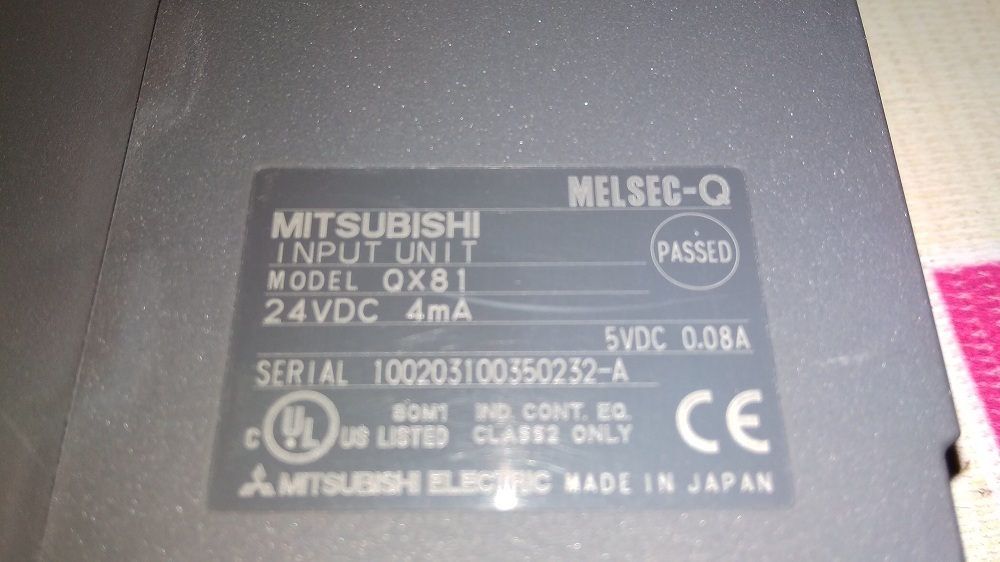 MELSEC-Q
MITSUBISHI
INPUT UNIT
PASSED
MODEL QX81
24VDC 4mA
5VDC 0.08A
SERIAL 100203100350232-A
C UL US LISTED 80M1 IND. CONT. EQ.
CLASS2 ONLY
CE
MITSUBISHI ELECTRIC MADE IN JAPAN